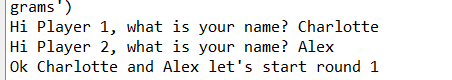 grams')
Hi Player 1, what is your name? Charlotte
Hi Player 2, what is your name? Alex
Ok Charlotte and Alex let's start round 1